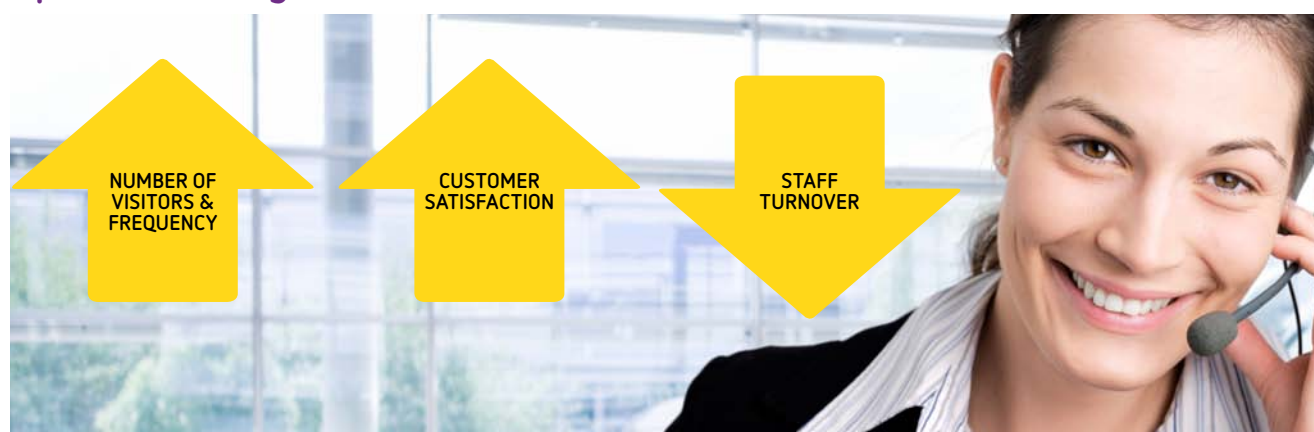 NUMBER OF
VISITORS &
FREQUENCY
CUSTOMER
SATISFACTION
STAFF
TURNOVER